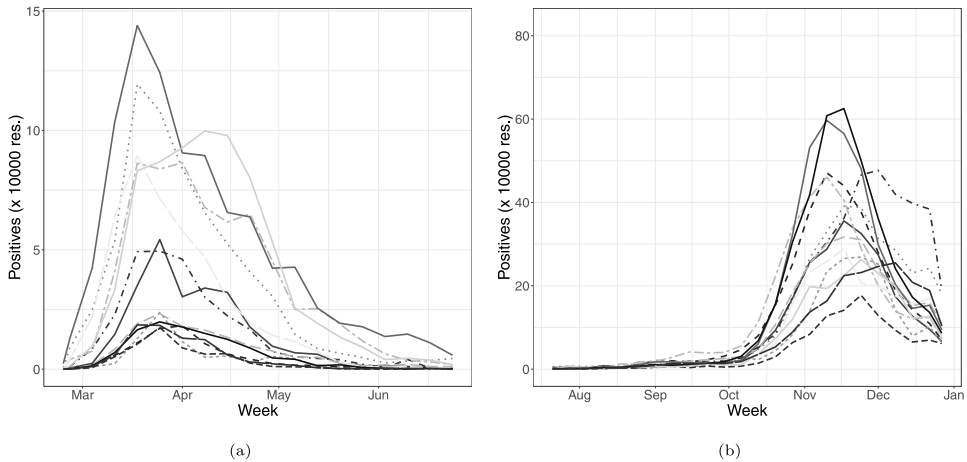 15
10
5
0
Positives (x 10000 res.)
Mar Apr May Jun
Week
(a)
80
60
40
20
0
Positives (x 10000 res.)
Aug Sep Oct Nov Dec Jan
Week
(b)